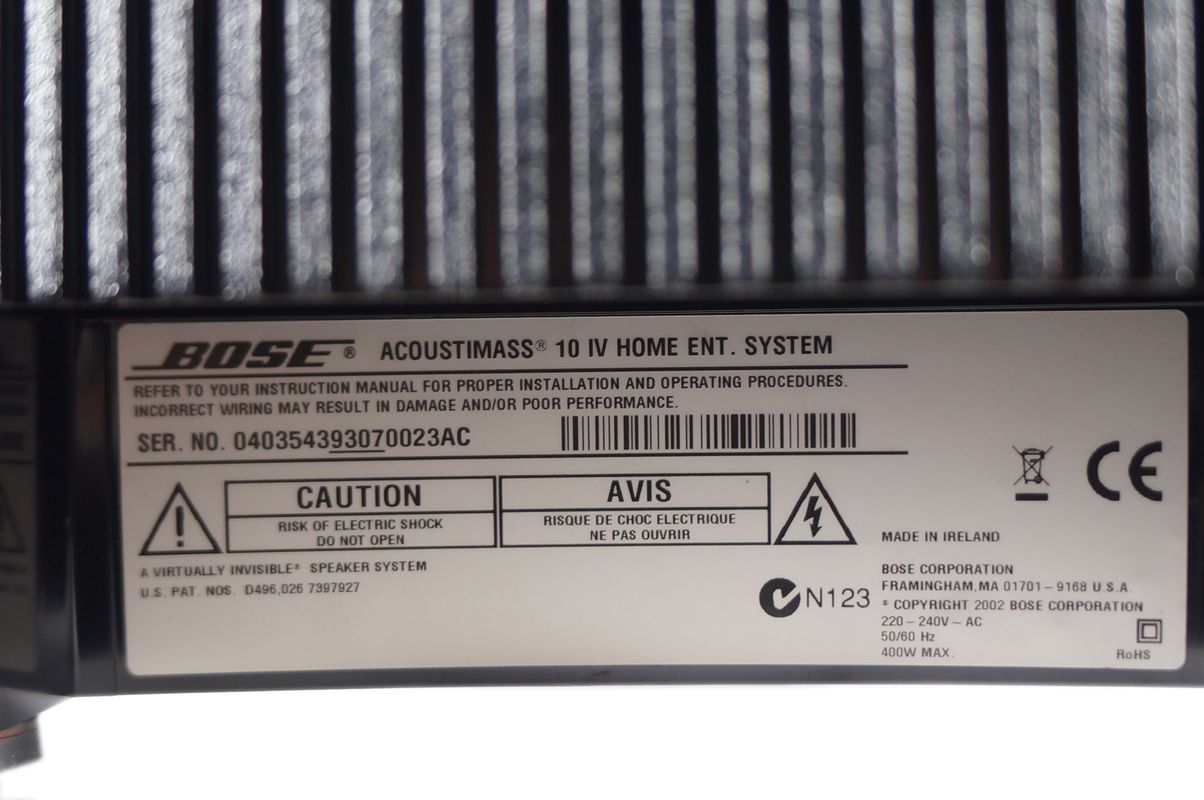 BOSE® ACOUSTIMASS® 10 IV HOME ENT. SYSTEM
REFER TO YOUR INSTRUCTION MANUAL FOR PROPER INSTALLATION AND OPERATING PROCEDURES.
INCORRECT WIRING MAY RESULT IN DAMAGE AND/OR POOR PERFORMANCE.
SER. NO. 040354393070023AC
CAUTION
RISK OF ELECTRIC SHOCK
DO NOT OPEN
AVIS
RISQUE DE CHOC ELECTRIQUE
NE PAS OUVRIR
A VIRTUALLY INVISIBLE® SPEAKER SYSTEM
U.S. PAT. NOS. D496,026 7397927
CE
N123
MADE IN IRELAND
BOSE CORPORATION
FRAMINGHAM,MA 01701-9168 U.S.A.
© COPYRIGHT 2002 BOSE CORPORATION
220-240V ~ AC
50/60 Hz
400W MAX.
RoHS